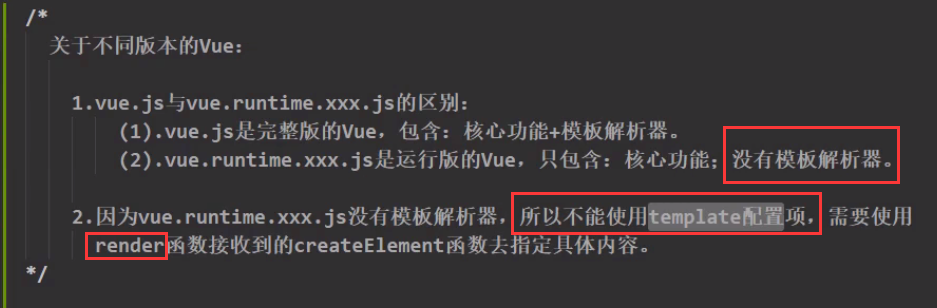 /*
关于不同版本的Vue：
1.vue.js与vue.runtime.xxx.js的区别：
(1).vue.js是完整版的Vue，包含：核心功能+模板解析器。
(2).vue.runtime.xxx.js是运行版的Vue，只包含：核心功能；没有模板解析器。
2.因为vue.runtime.xxx.js没有模板解析器，所以不能使用template配置项，需要使用
render函数接收到的createElement函数去指定具体内容。
*/